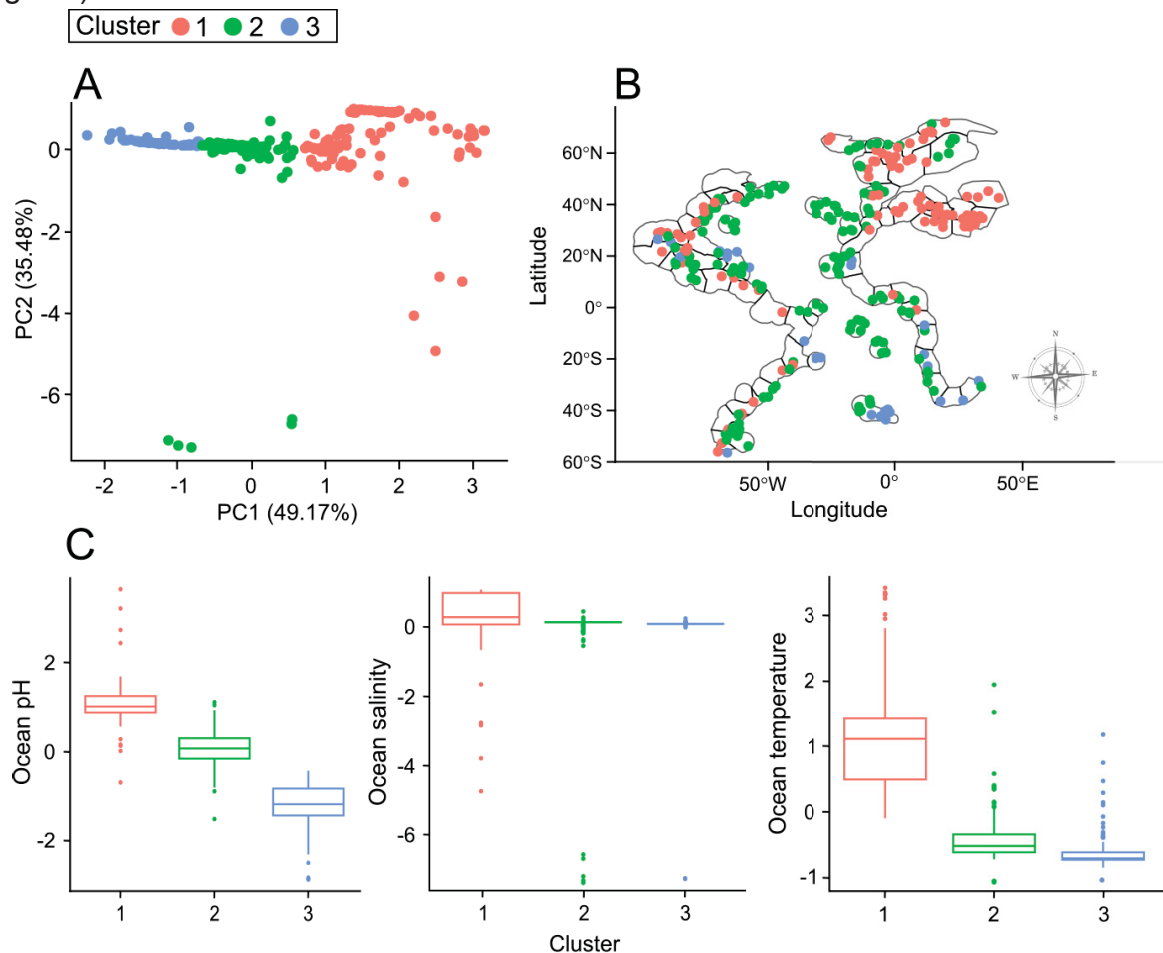 Cluster 1 2 3
A
PC2 (35.48%)
0
-2
-4
-6
-2 -1 0 1 2 3
PC1 (49.17%)
B
Latitude
60°N
40°N
20°N
0°
20°S
40°S
60°S
50°W 0° 50°E
Longitude
N
W E
S
C
Ocean pH
2
0
-2
1 2 3
Ocean salinity
0
-2
-4
-6
1 2 3
Ocean temperature
3
2
1
0
-1
1 2 3
Cluster